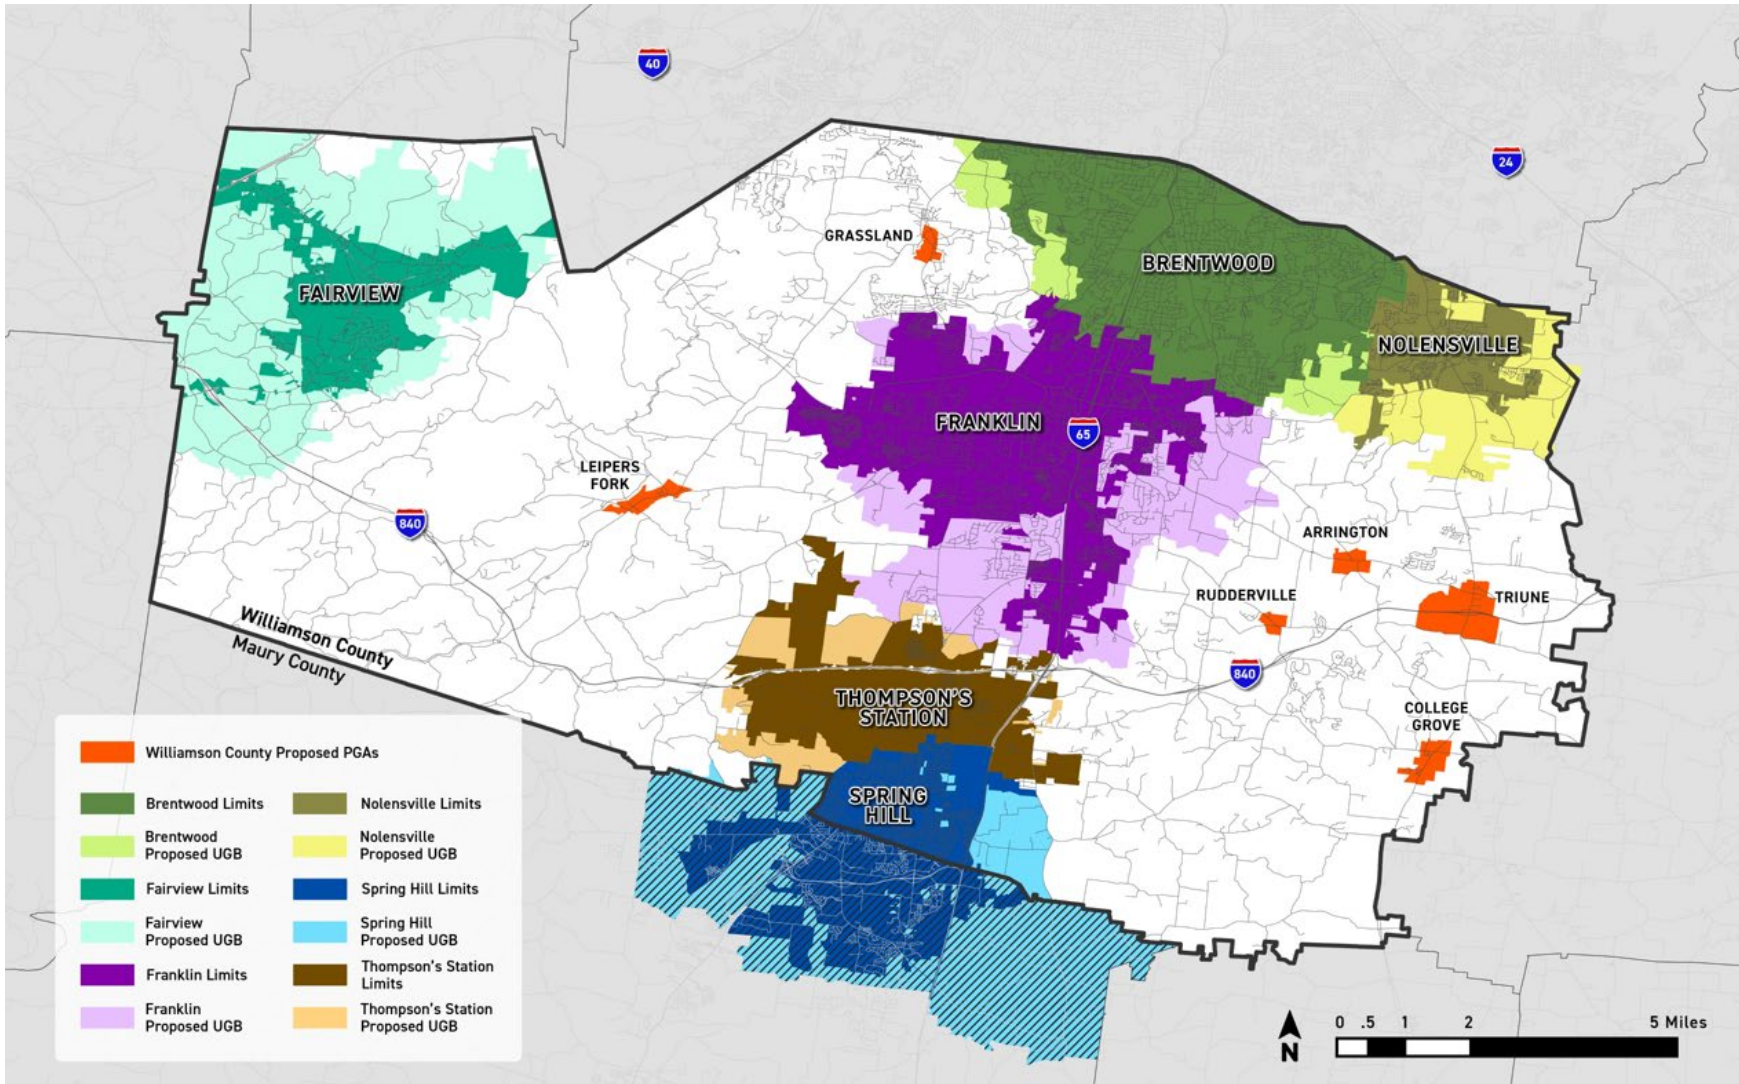 40
24
GRASSLAND
BRENTWOOD
FAIRVIEW
NOLENSVILLE
FRANKLIN
65
LEIPERS
FORK
840
ARRINGTON
RUDDERVILLE
TRIUNE
Williamson County
Maury County
840
THOMPSON'S
STATION
COLLEGE
GROVE
SPRING
HILL
Williamson County Proposed PGAs
Brentwood Limits
Brentwood
Proposed UGB
Fairview Limits
Fairview
Proposed UGB
Franklin Limits
Franklin
Proposed UGB
Nolensville Limits
Nolensville
Proposed UGB
Spring Hill Limits
Spring Hill
Proposed UGB
Thompson's Station
Limits
Thompson's Station
Proposed UGB
N
0 .5 1 2 5 Miles